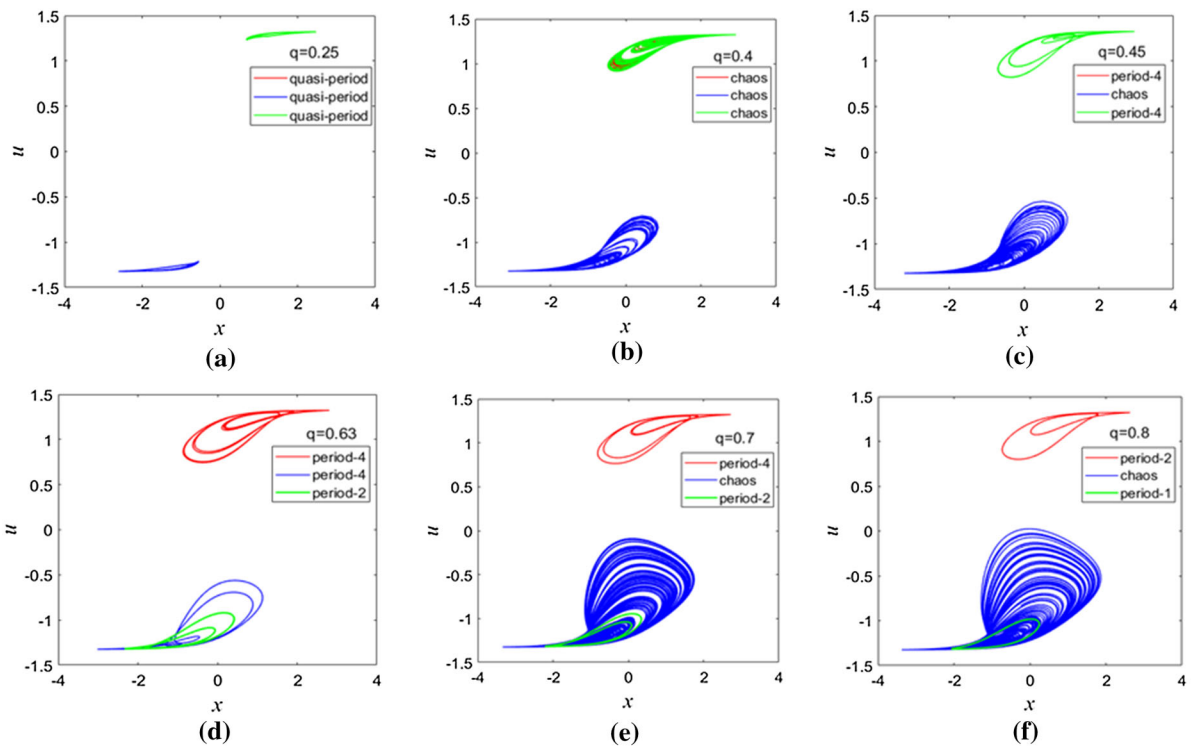 1.5
1
0.5
0
-0.5
-1
-1.5
-4
-2
0
2
4
u
x
q=0.25
quasi-period
quasi-period
quasi-period
(a)
1.5
1
0.5
0
-0.5
-1
-1.5
-4
-2
0
2
4
u
x
q=0.4
chaos
chaos
chaos
(b)
1.5
1
0.5
0
-0.5
-1
-1.5
-4
-2
0
2
4
u
x
q=0.45
period-4
chaos
period-4
(c)
1.5
1
0.5
0
-0.5
-1
-1.5
-4
-2
0
2
4
u
x
q=0.63
period-4
period-4
period-2
(d)
1.5
1
0.5
0
-0.5
-1
-1.5
-4
-2
0
2
4
u
x
q=0.7
period-4
chaos
period-2
(e)
1.5
1
0.5
0
-0.5
-1
-1.5
-4
-2
0
2
4
u
x
q=0.8
period-2
chaos
period-1
(f)